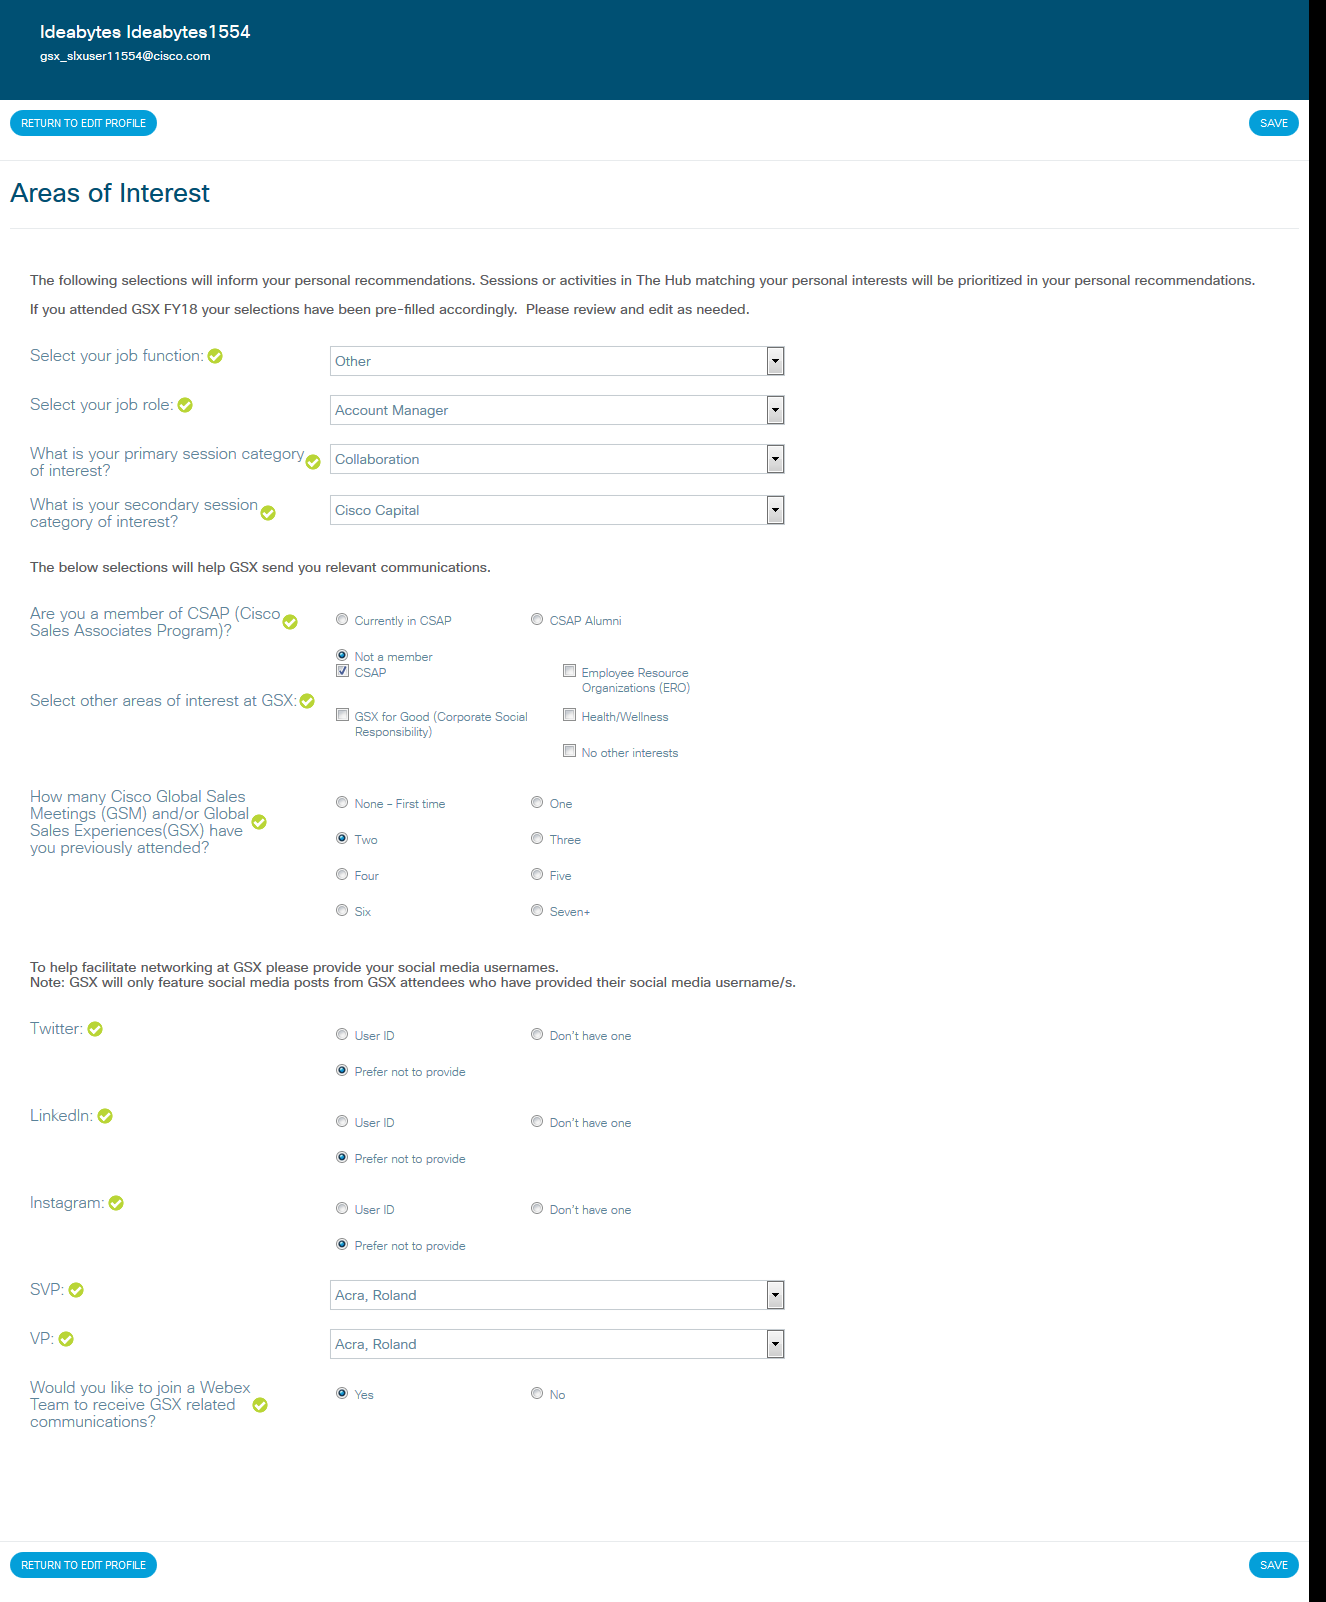 Ideabytes Ideabytes1554
gsx_slxuser11554@cisco.com
RETURN TO EDIT PROFILE
SAVE
Areas of Interest
The following selections will inform your personal recommendations. Sessions or activities in The Hub matching your personal interests will be prioritized in your personal recommendations.
If you attended GSX FY18 your selections have been pre-filled accordingly. Please review and edit as needed.
Select your job function:
Other
Select your job role:
Account Manager
What is your primary session category
of interest?
Collaboration
What is your secondary session
category of interest?
Cisco Capital
The below selections will help GSX send you relevant communications.
Are you a member of CSAP (Cisco
Sales Associates Program)?
Currently in CSAP
CSAP Alumni
Not a member
Select other areas of interest at GSX:
CSAP
Employee Resource
Organizations (ERO)
GSX for Good (Corporate Social
Responsibility)
Health/Wellness
No other interests
How many Cisco Global Sales
Meetings (GSM) and/or Global
Sales Experiences(GSX) have
you previously attended?
None - First time
One
Two
Three
Four
Five
Six
Seven+
To help facilitate networking at GSX please provide your social media usernames.
Note: GSX will only feature social media posts from GSX attendees who have provided their social media username/s.
Twitter:
User ID
Don't have one
Prefer not to provide
LinkedIn:
User ID
Don't have one
Prefer not to provide
Instagram:
User ID
Don't have one
Prefer not to provide
SVP:
Acra, Roland
VP:
Acra, Roland
Would you like to join a Webex
Team to receive GSX related
communications?
Yes
No
RETURN TO EDIT PROFILE
SAVE